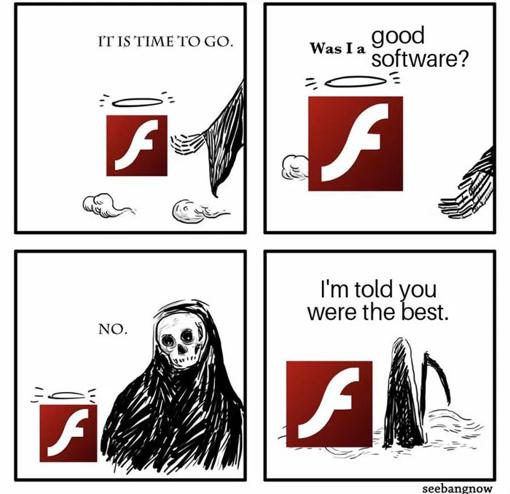 IT IS TIME TO GO.
Was I a good
software?
NO.
I'm told you
were the best.
seebangnow